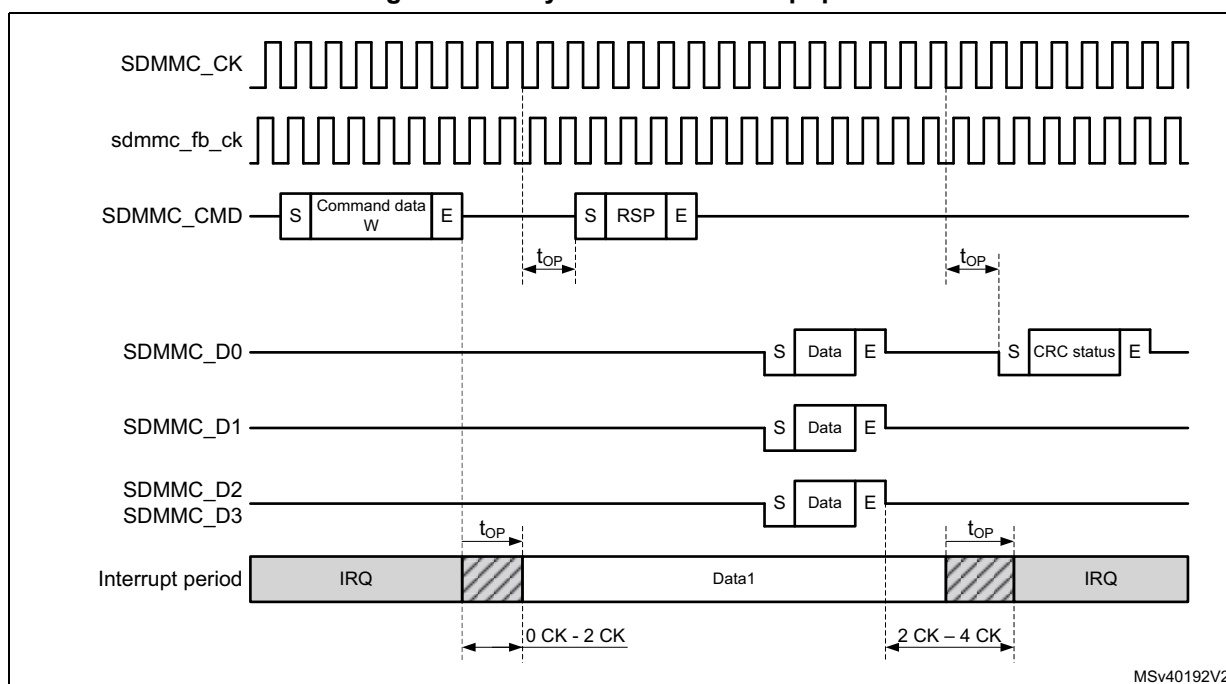 SDMMC_CK
sdmmc_fb_ck
SDMMC_CMD S Command data W E S RSP E
tOP tOP
SDMMC_D0 S Data E S CRC status E
SDMMC_D1 S Data E
SDMMC_D2
SDMMC_D3 S Data E
tOP tOP
Interrupt period IRQ Data1 IRQ
0 CK - 2 CK 2 CK – 4 CK
MSv40192V2